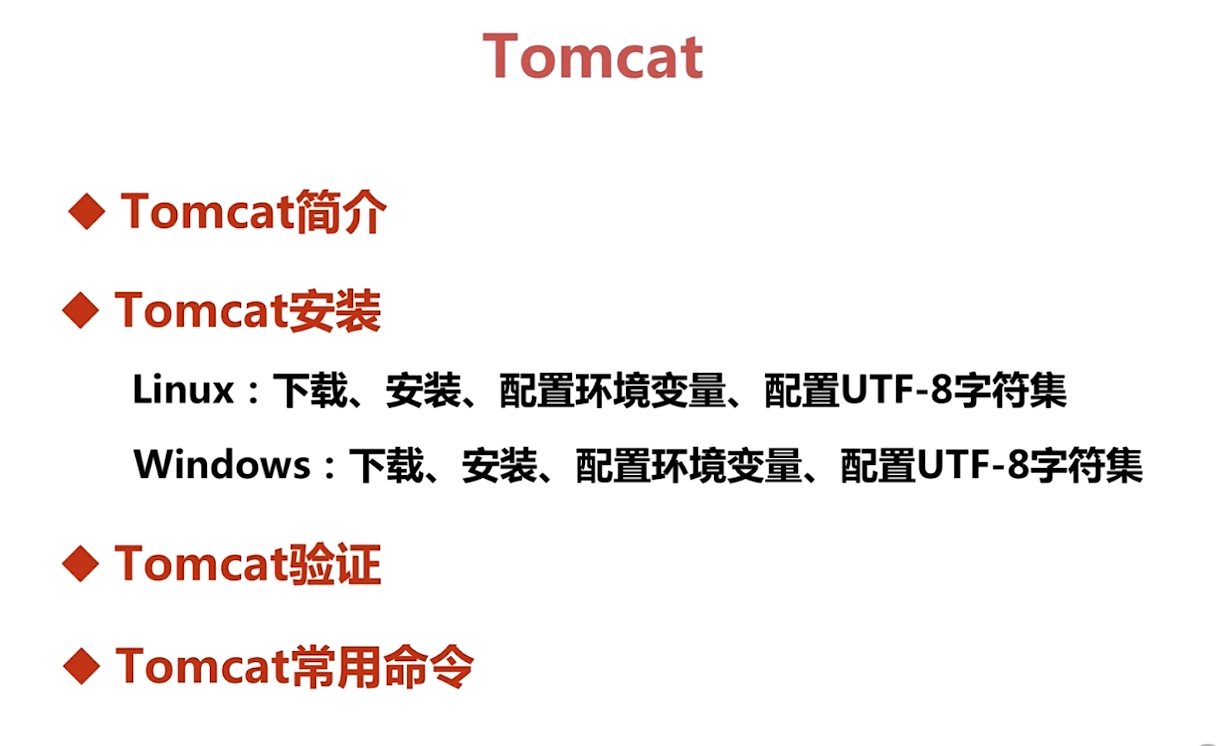 Tomcat
Tomcat简介
Tomcat安装
Linux：下载、安装、配置环境变量、配置UTF-8字符集
Windows：下载、安装、配置环境变量、配置UTF-8字符集
Tomcat验证
Tomcat常用命令